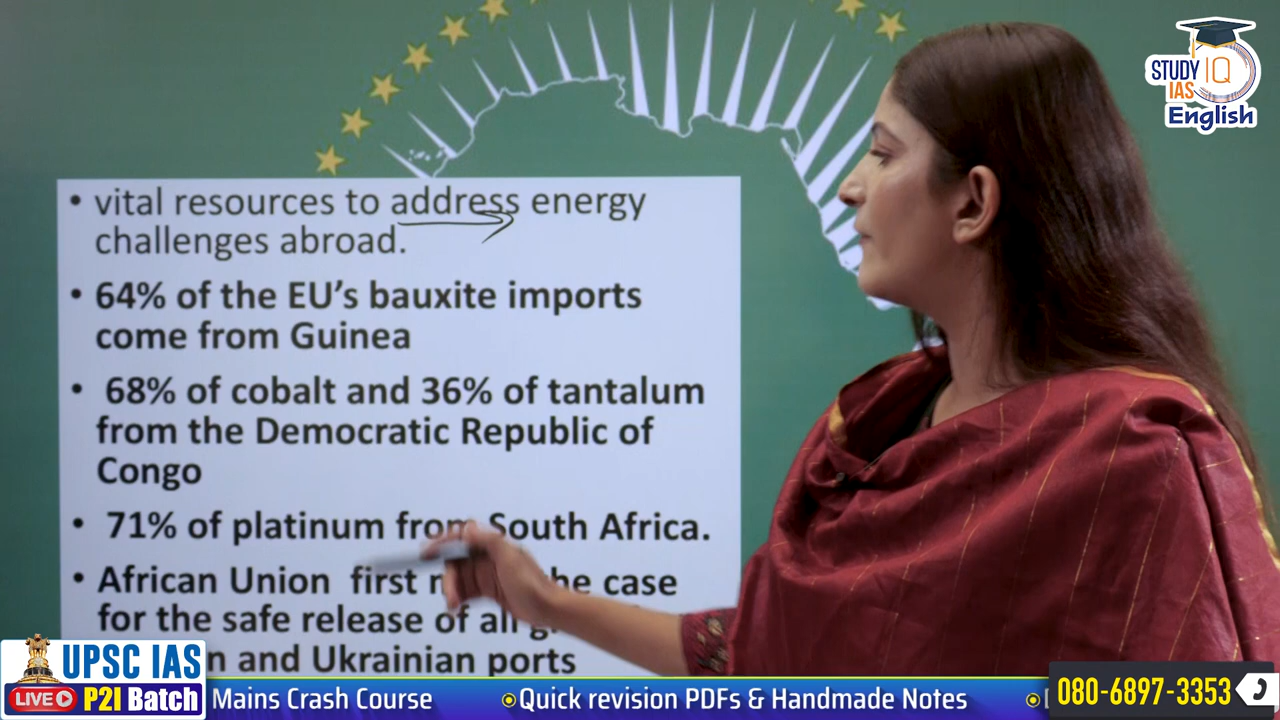 • vital resources to address energy
challenges abroad.
• 64% of the EU’s bauxite imports
come from Guinea
• 68% of cobalt and 36% of tantalum
from the Democratic Republic of
Congo
• 71% of platinum from South Africa.
• African Union first he case
for the safe release of all
and Ukrainian ports
STUDY IQ
IAS
English
UPSC IAS
LIVE P2I Batch
Mains Crash Course ⦿Quick revision PDFs & Handmade Notes
080-6897-3353